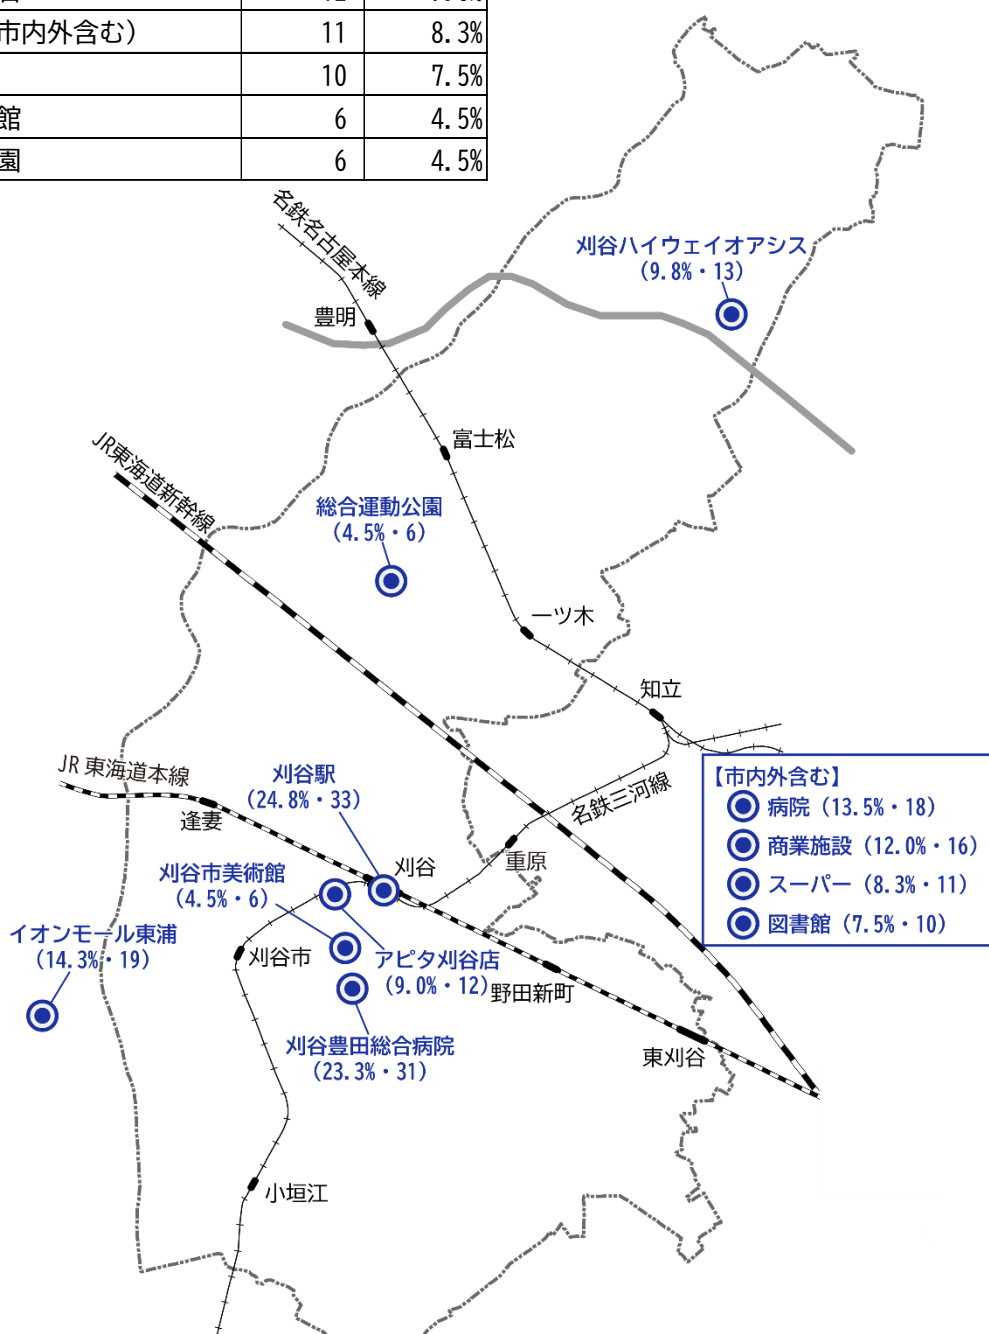 市内外含む) 11 8.3%
10 7.5%
館 6 4.5%
園 6 4.5%
名鉄名古屋本線
刈谷ハイウェイオアシス
(9.8%・13)
豊明
富士松
JR東海道新幹線
総合運動公園
(4.5%・6)
一ツ木
知立
JR 東海道本線
逢妻
刈谷駅
(24.8%・33)
名鉄三河線
【市内外含む】
病院 (13.5%・18)
商業施設 (12.0%・16)
スーパー (8.3%・11)
図書館 (7.5%・10)
刈谷
重原
刈谷市美術館
(4.5%・6)
イオンモール東浦
(14.3%・19)
刈谷市
アピタ刈谷店
(9.0%・12)
野田新町
刈谷豊田総合病院
(23.3%・31)
東刈谷
小垣江